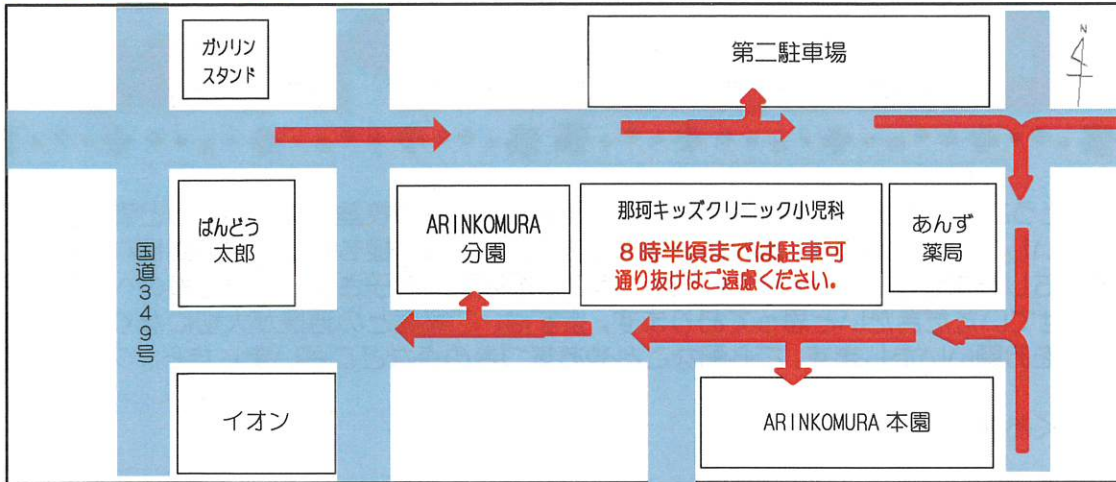 ガソリン
スタンド
第二駐車場
N
ばんどう
太郎
ARINKOMURA
分園
那珂キッズクリニック小児科
8時半頃までは駐車可
通り抜けはご遠慮ください。
あんず
薬局
国道349号
イオン
ARINKOMURA 本園